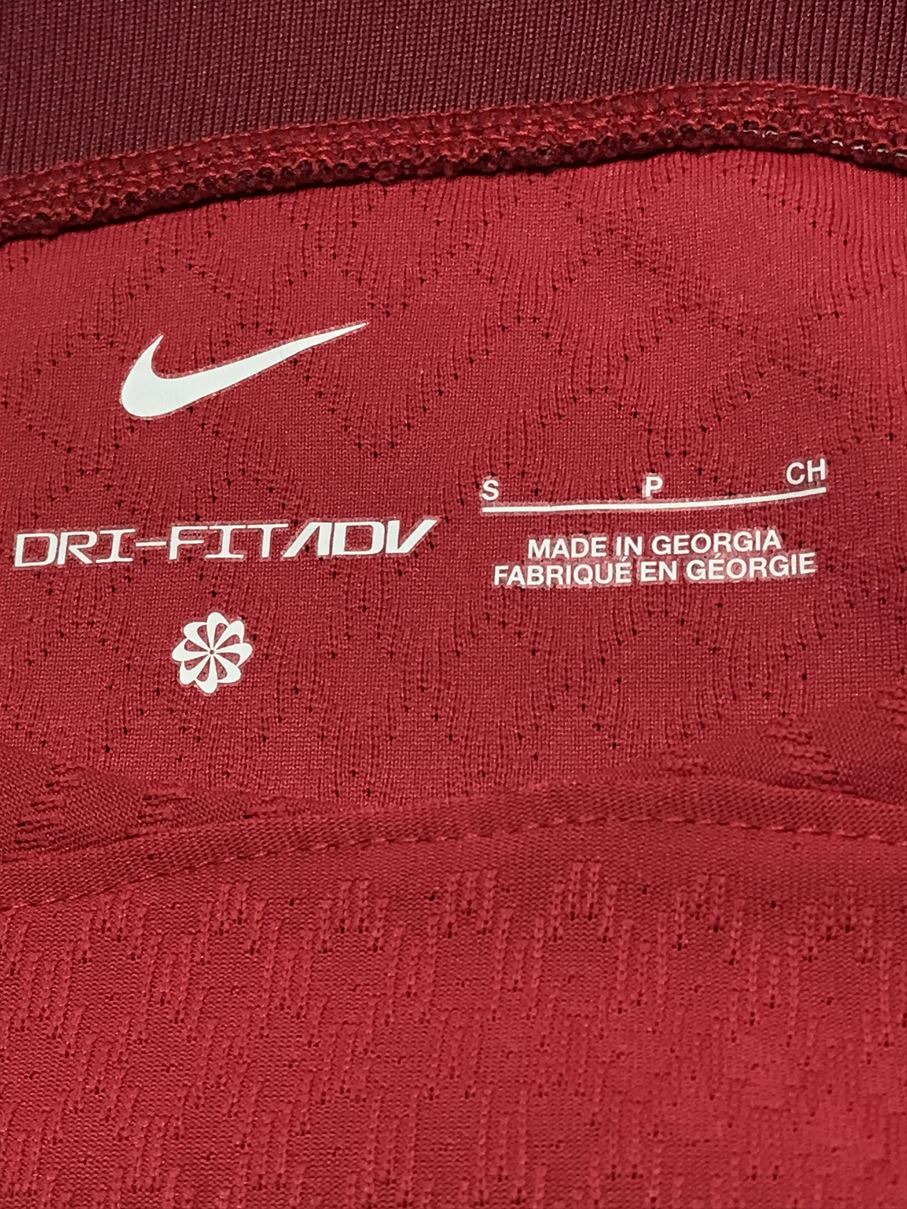 DRI-FITADV
S P CH
MADE IN GEORGIA
FABRIQUÉ EN GÉORGIE